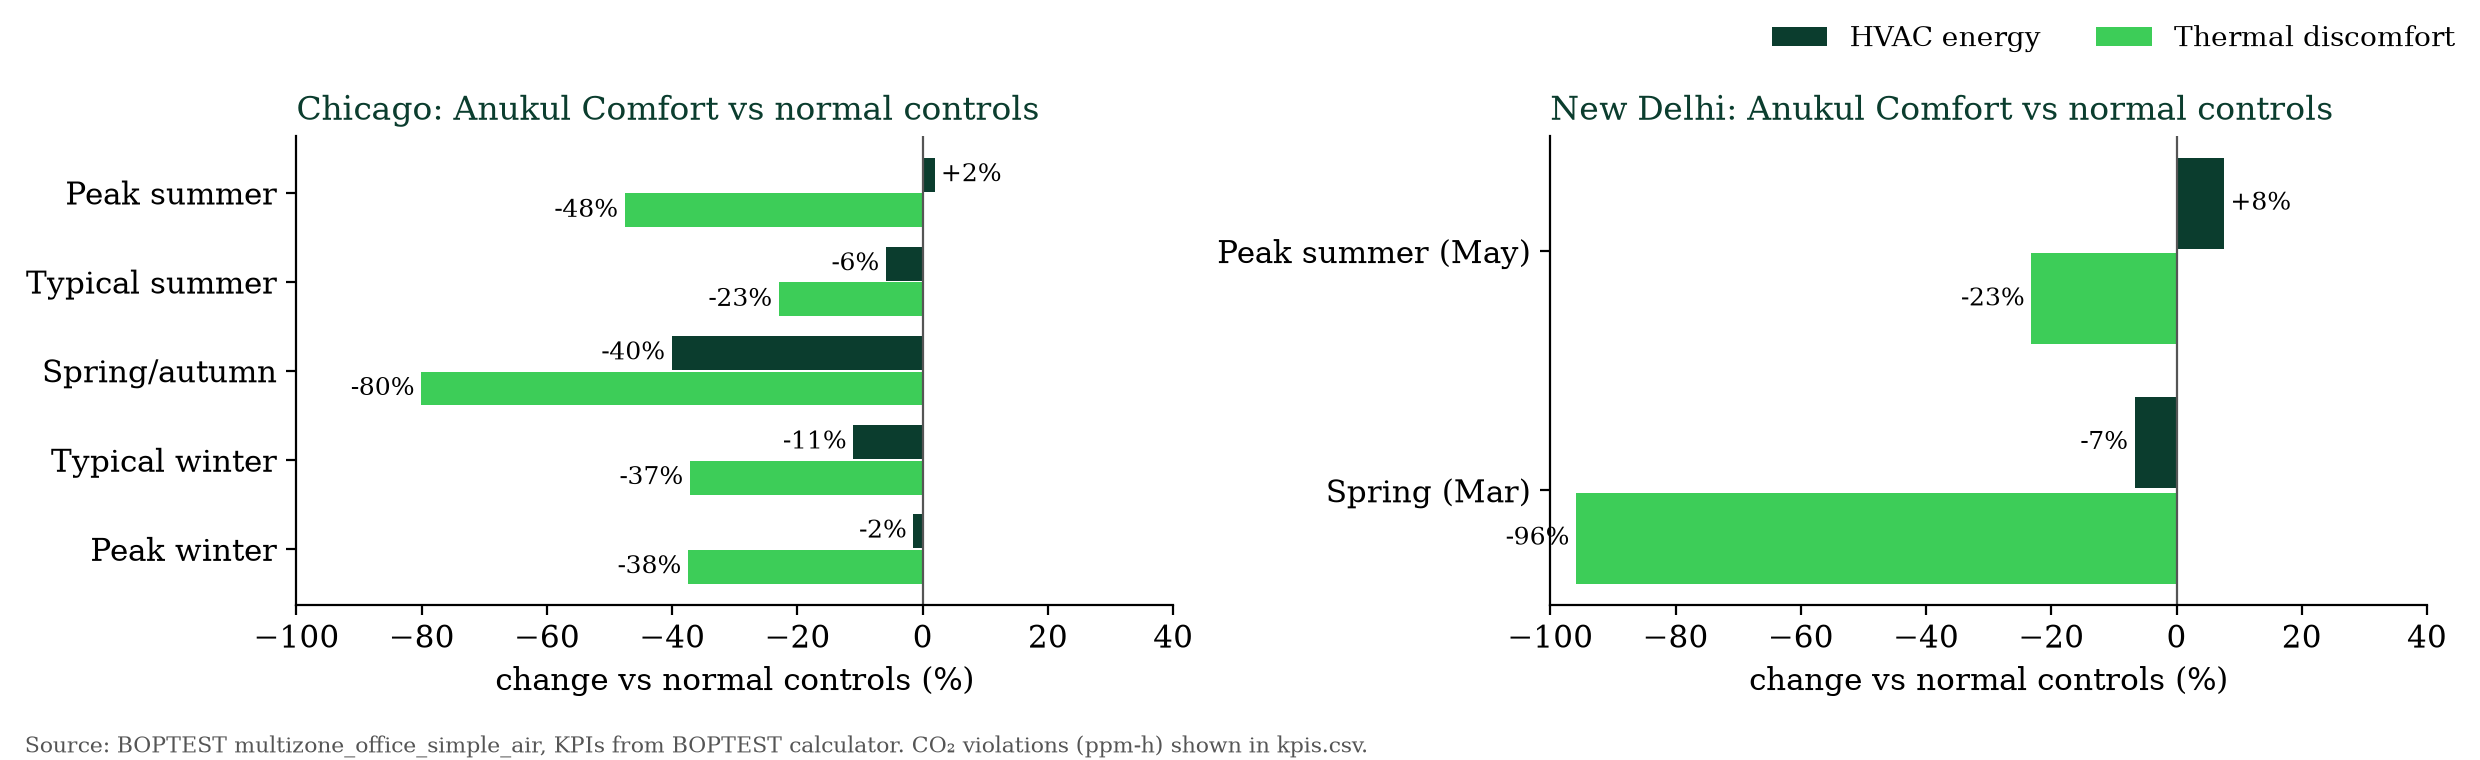 HVAC energy
Thermal discomfort
Chicago: Anukul Comfort vs normal controls
Peak summer
+2%
-48%
Typical summer
-6%
-23%
Spring/autumn
-40%
-80%
Typical winter
-11%
-37%
Peak winter
-2%
-38%
−100 −80 −60 −40 −20 0 20 40
change vs normal controls (%)
New Delhi: Anukul Comfort vs normal controls
Peak summer (May)
+8%
-23%
Spring (Mar)
-7%
-96%
−100 −80 −60 −40 −20 0 20 40
change vs normal controls (%)
Source: BOPTEST multizone_office_simple_air, KPIs from BOPTEST calculator. CO₂ violations (ppm-h) shown in kpis.csv.